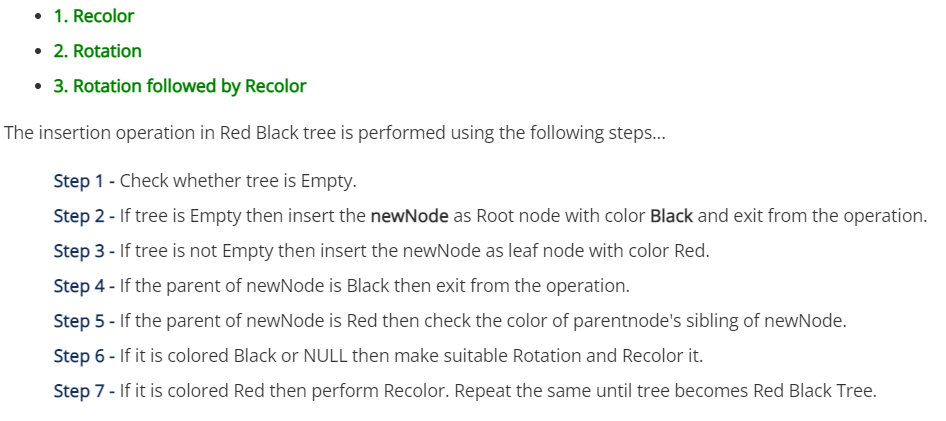 1. Recolor
2. Rotation
3. Rotation followed by Recolor
The insertion operation in Red Black tree is performed using the following steps...
Step 1 - Check whether tree is Empty.
Step 2 - If tree is Empty then insert the newNode as Root node with color Black and exit from the operation.
Step 3 - If tree is not Empty then insert the newNode as leaf node with color Red.
Step 4 - If the parent of newNode is Black then exit from the operation.
Step 5 - If the parent of newNode is Red then check the color of parentnode's sibling of newNode.
Step 6 - If it is colored Black or NULL then make suitable Rotation and Recolor it.
Step 7 - If it is colored Red then perform Recolor. Repeat the same until tree becomes Red Black Tree.